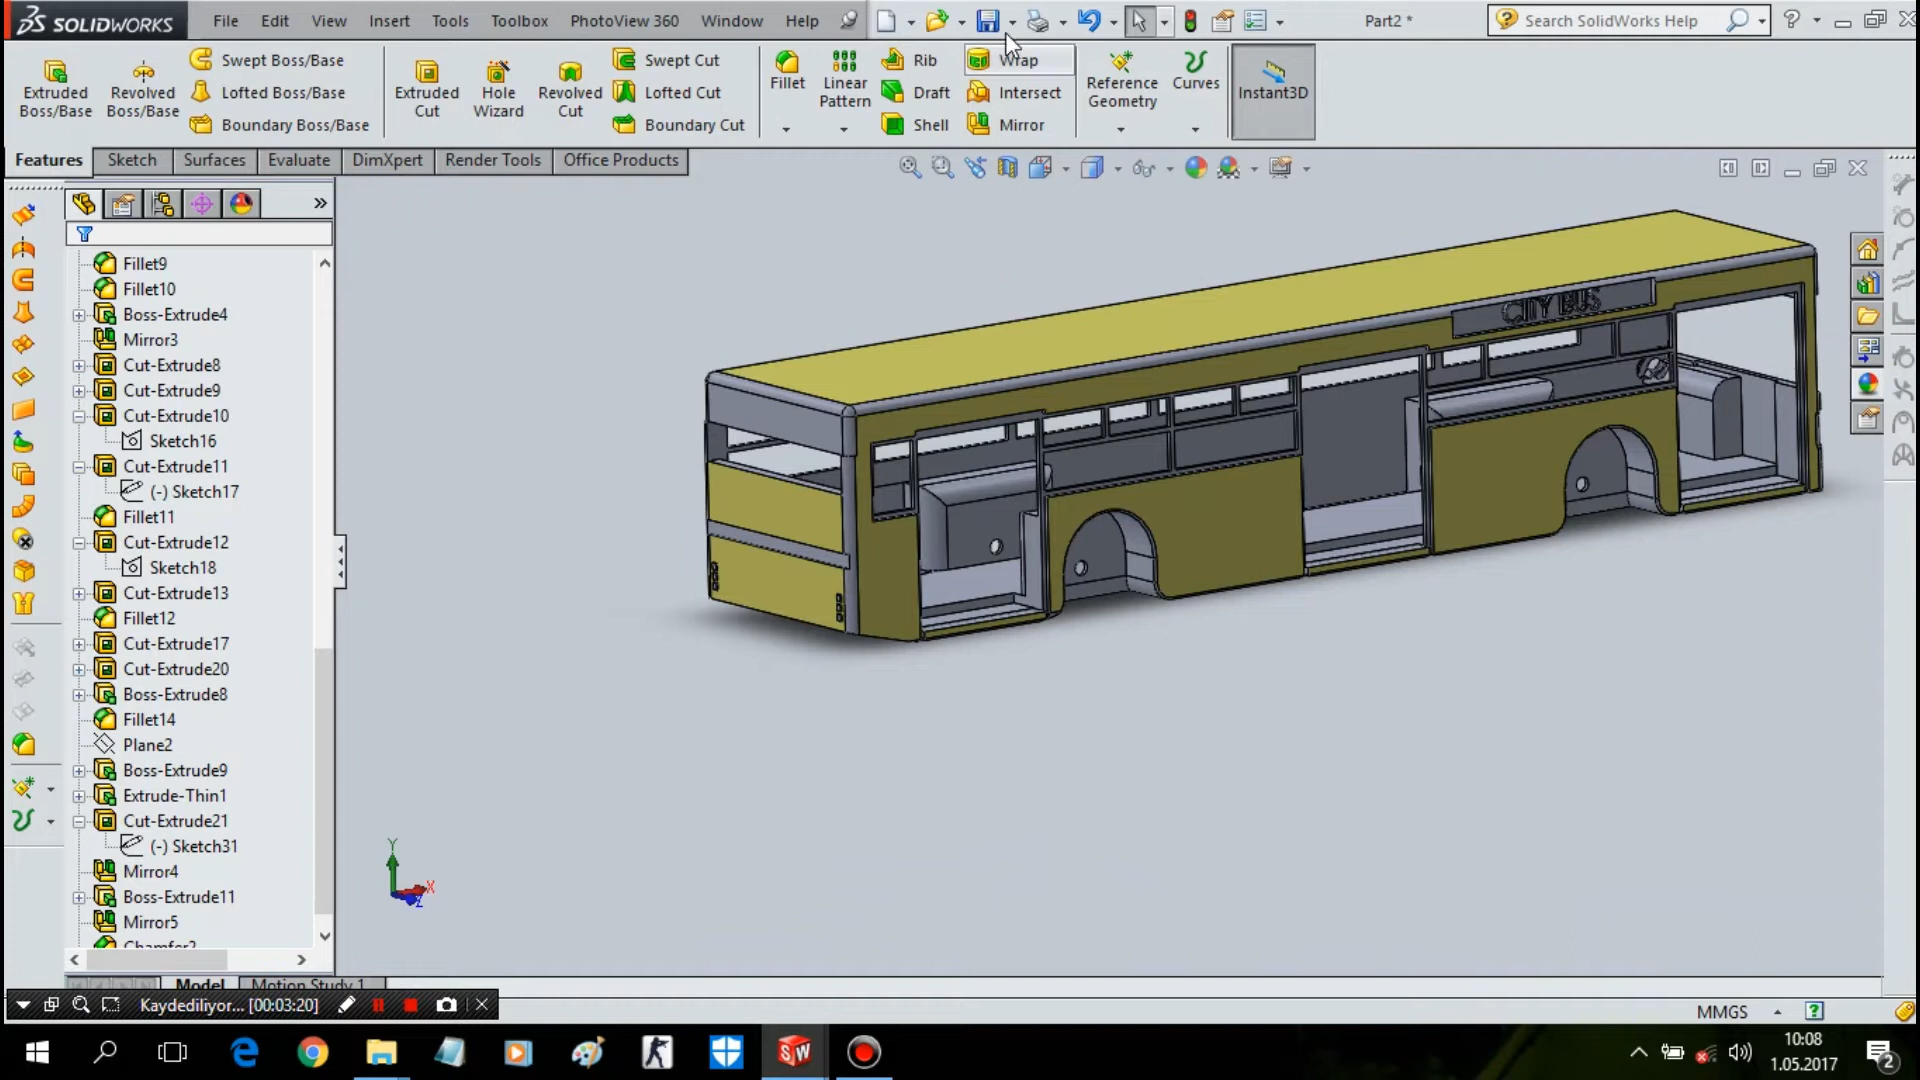 SOLIDWORKS File Edit View Insert Tools Toolbox PhotoView 360 Window Help Part2 * Search SolidWorks Help
Extruded Boss/Base
Revolved Boss/Base
Swept Boss/Base
Lofted Boss/Base
Boundary Boss/Base
Extruded Cut
Hole Wizard
Revolved Cut
Swept Cut
Lofted Cut
Boundary Cut
Fillet
Linear Pattern
Rib
Draft
Shell
Wrap
Intersect
Mirror
Reference Geometry
Curves
Instant3D
Features Sketch Surfaces Evaluate DimXpert Render Tools Office Products
Fillet9
Fillet10
Boss-Extrude4
Mirror3
Cut-Extrude8
Cut-Extrude9
Cut-Extrude10
Sketch16
Cut-Extrude11
(-) Sketch17
Fillet11
Cut-Extrude12
Sketch18
Cut-Extrude13
Fillet12
Cut-Extrude17
Cut-Extrude20
Boss-Extrude8
Fillet14
Plane2
Boss-Extrude9
Extrude-Thin1
Cut-Extrude21
(-) Sketch31
Mirror4
Boss-Extrude11
Mirror5
Chamfer2
CITY BUS
Y
X
Z
Model Motion Study 1
Kaydediliyor... [00:03:20]
MMGS
SW
10:08
1.05.2017
2